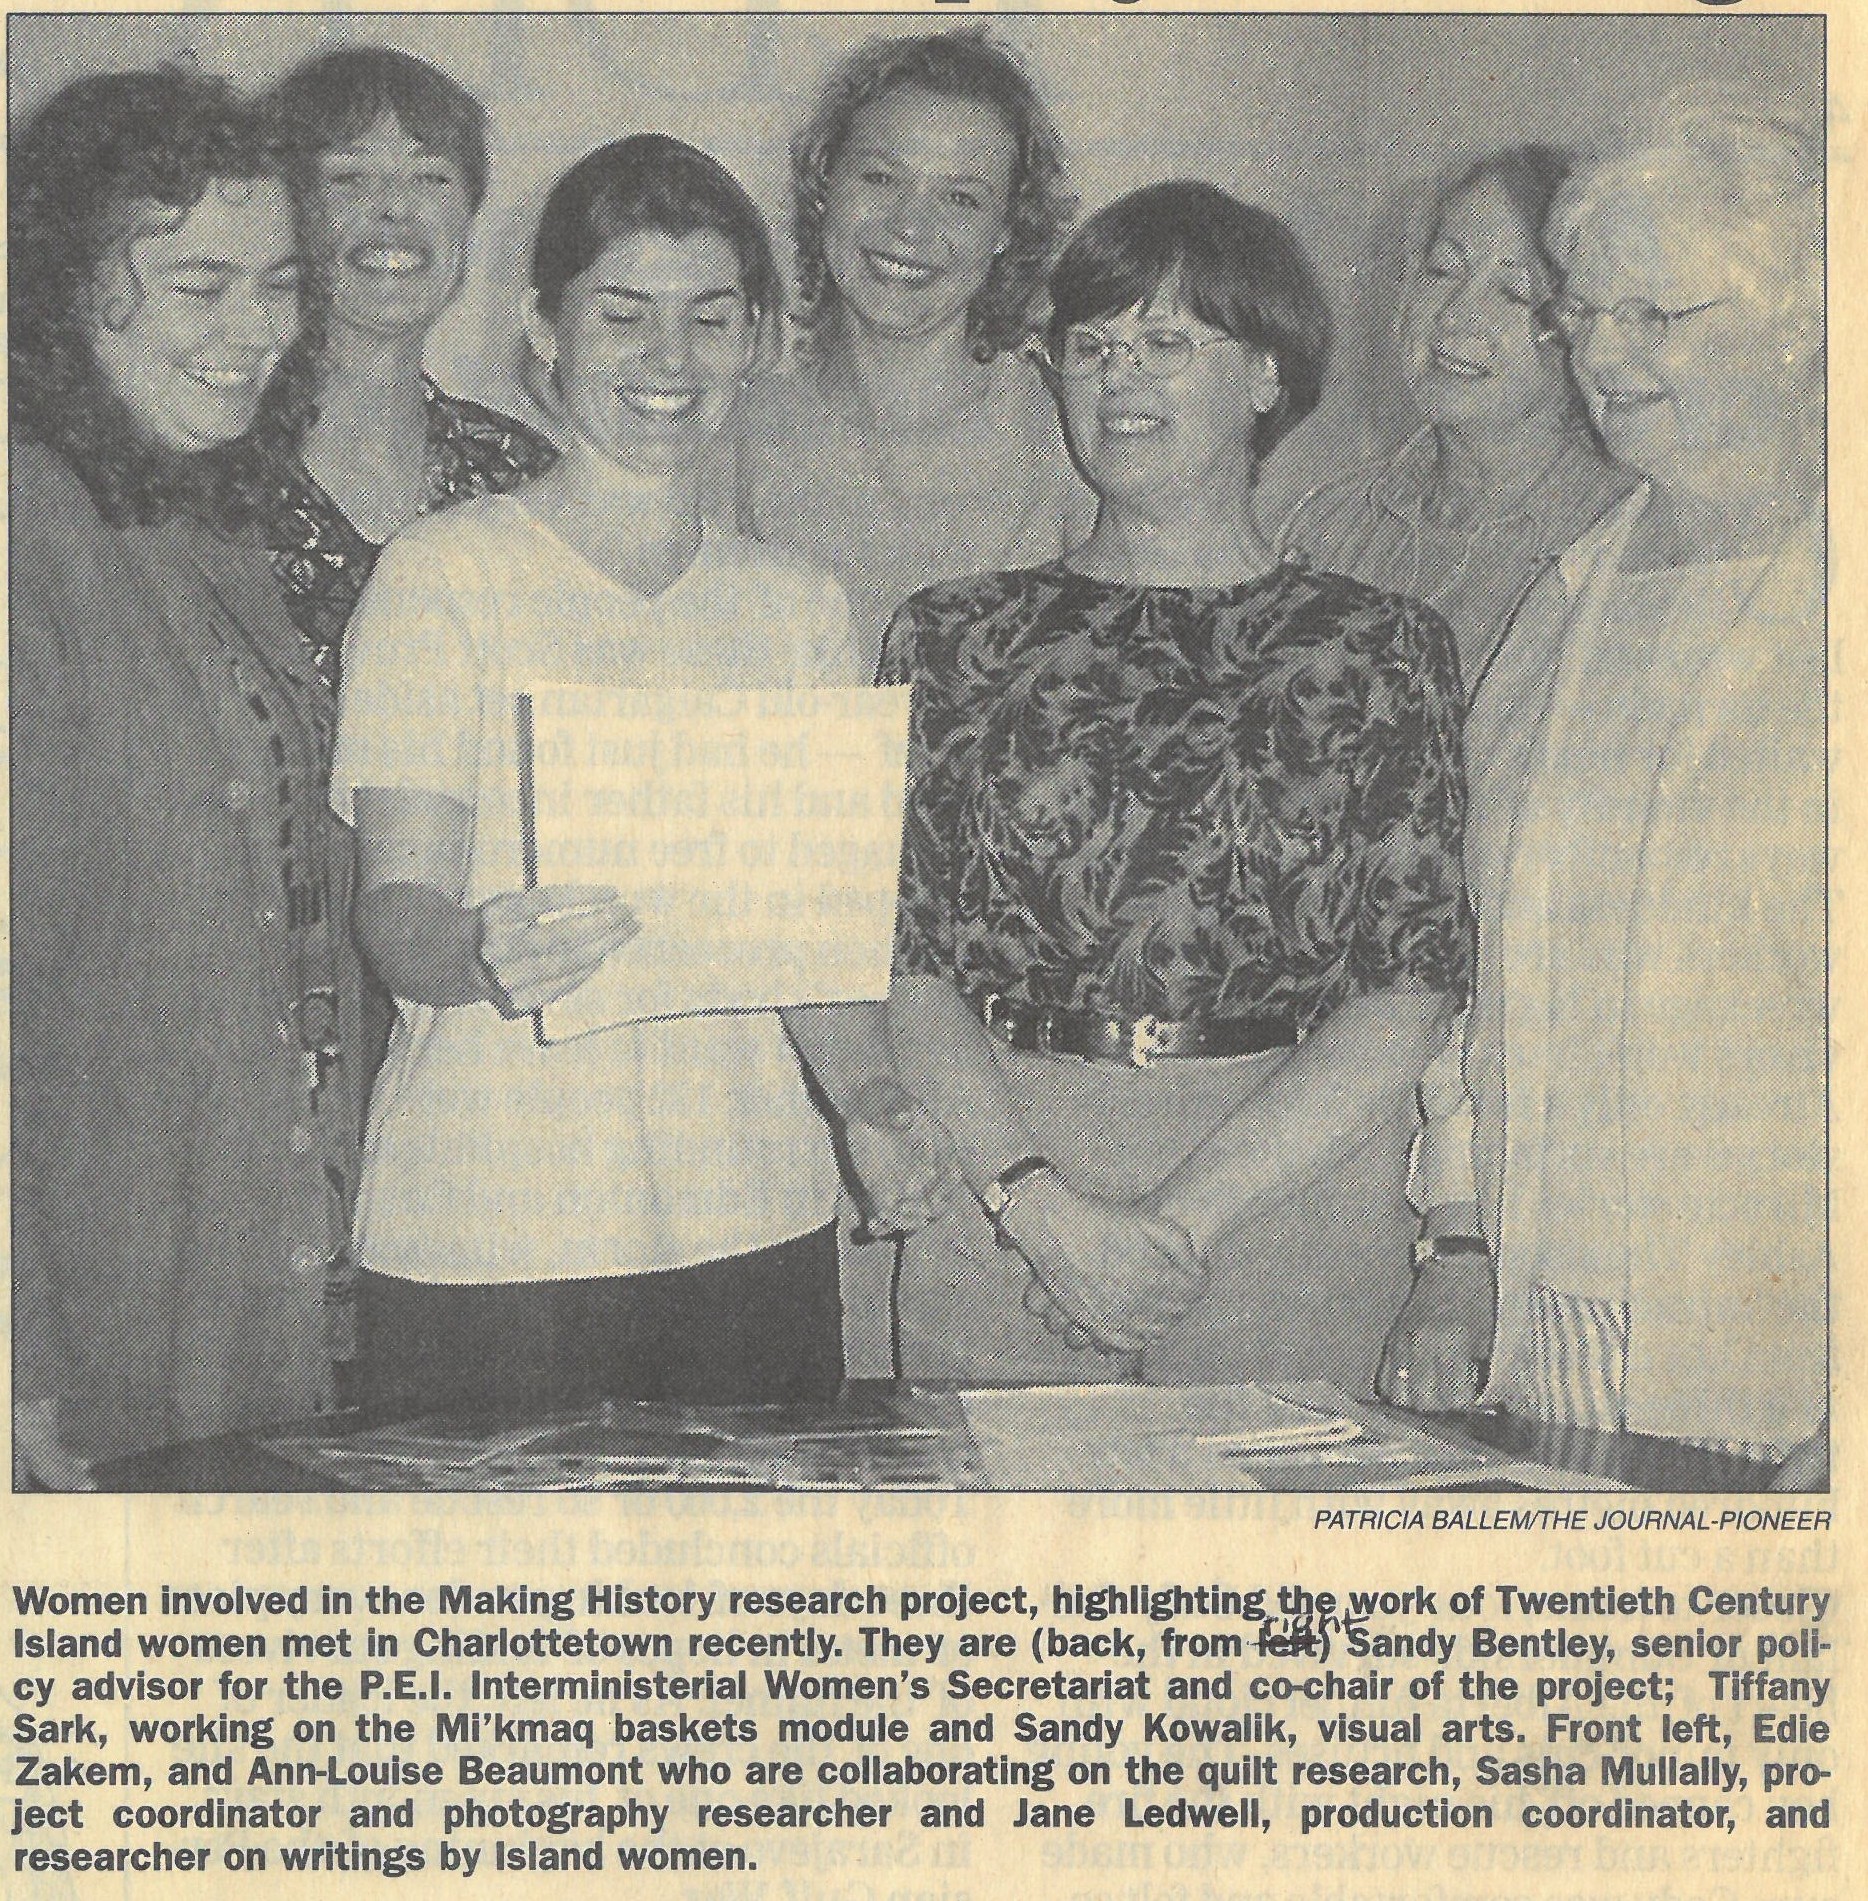 PATRICIA BALLEM/THE JOURNAL-PIONEER
Women involved in the Making History research project, highlighting the work of Twentieth Century
right
Island women met in Charlottetown recently. They are (back, from left) Sandy Bentley, senior poli-
cy advisor for the P.E.I. Interministerial Women's Secretariat and co-chair of the project; Tiffany
Sark, working on the Mi'kmaq baskets module and Sandy Kowalik, visual arts. Front left, Edie
Zakem, and Ann-Louise Beaumont who are collaborating on the quilt research, Sasha Mullally, pro-
ject coordinator and photography researcher and Jane Ledwell, production coordinator, and
researcher on writings by Island women.